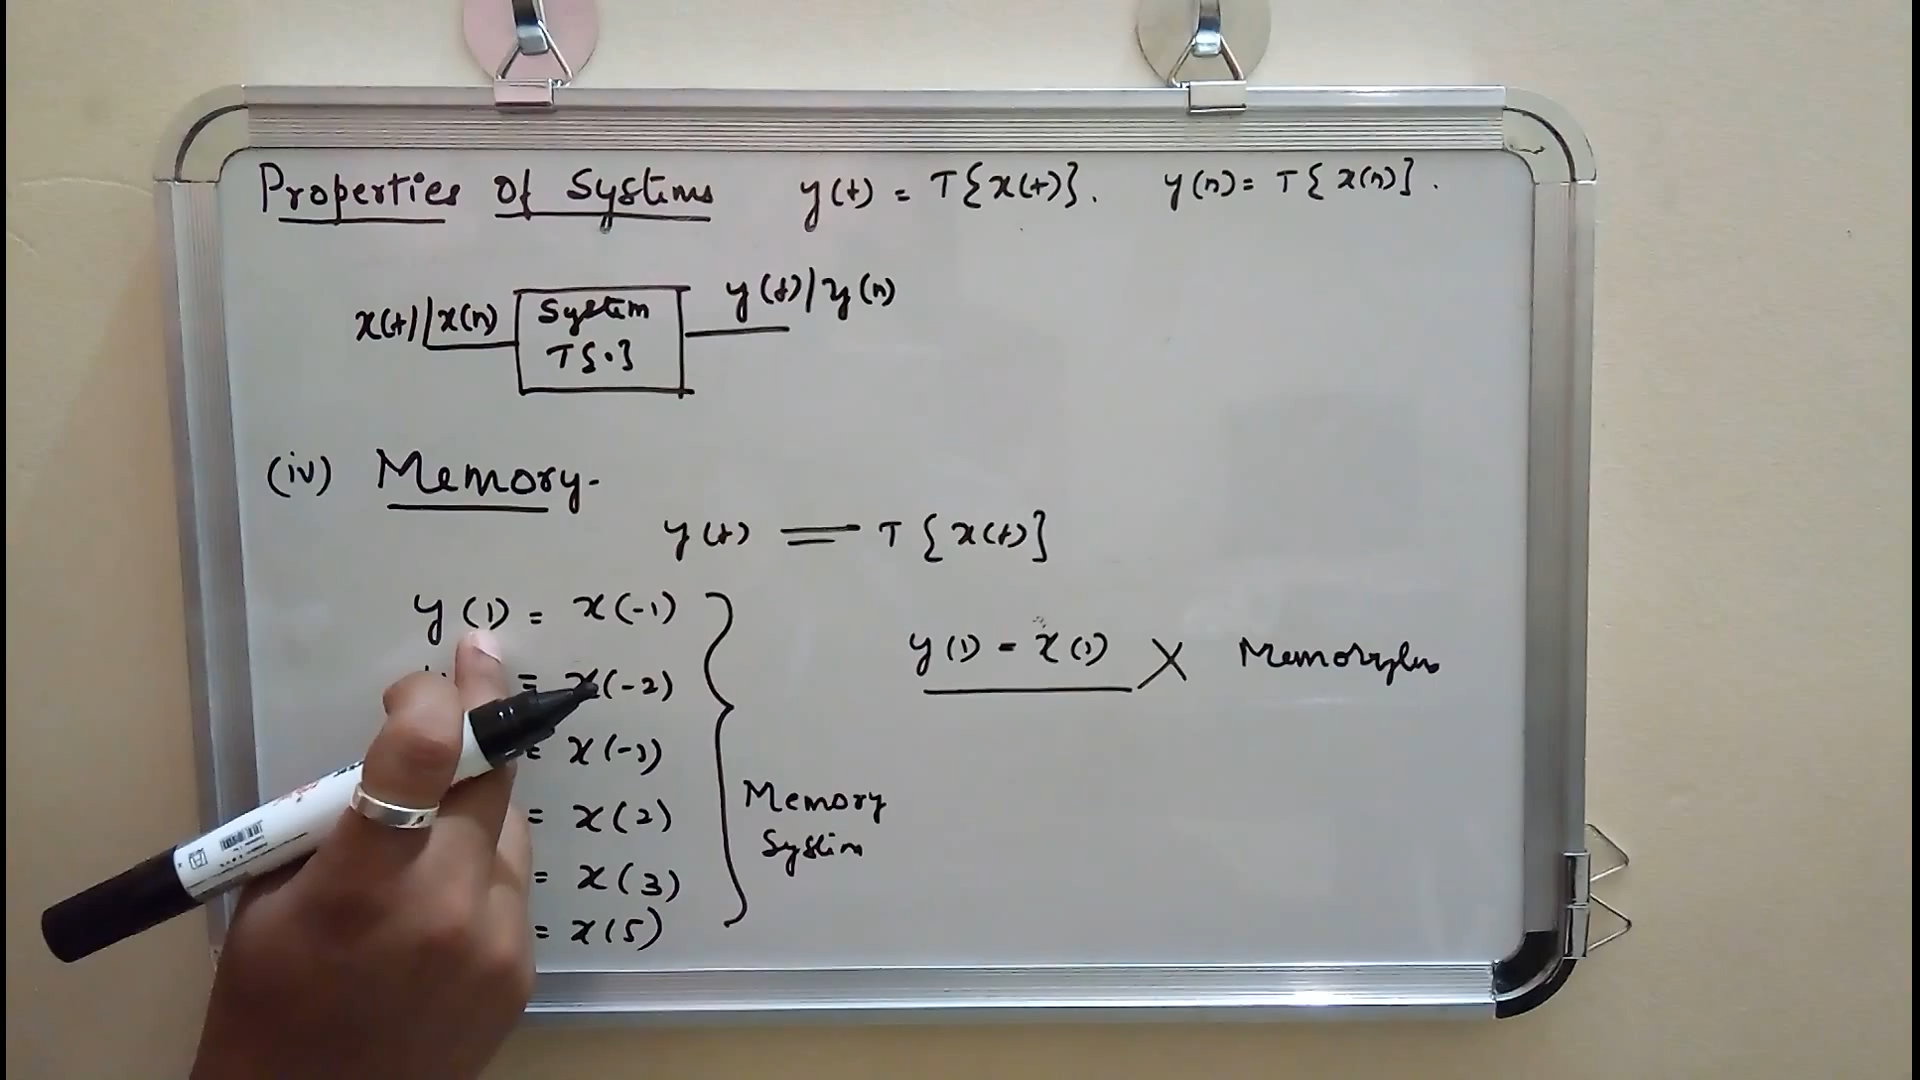 Properties Of Systems y(t) = T{x(t)}. y(n) = T{x(n)}.
x(t)/x(n) System y(t)/y(n)
T{.}
(iv) Memory-
y(t) = T{x(t)}
y(1) = x(-1)
= x(-2)
= x(-3)
= x(2)
= x(3)
= x(5)
Memory
System
y(1) = x(1) X Memoryless